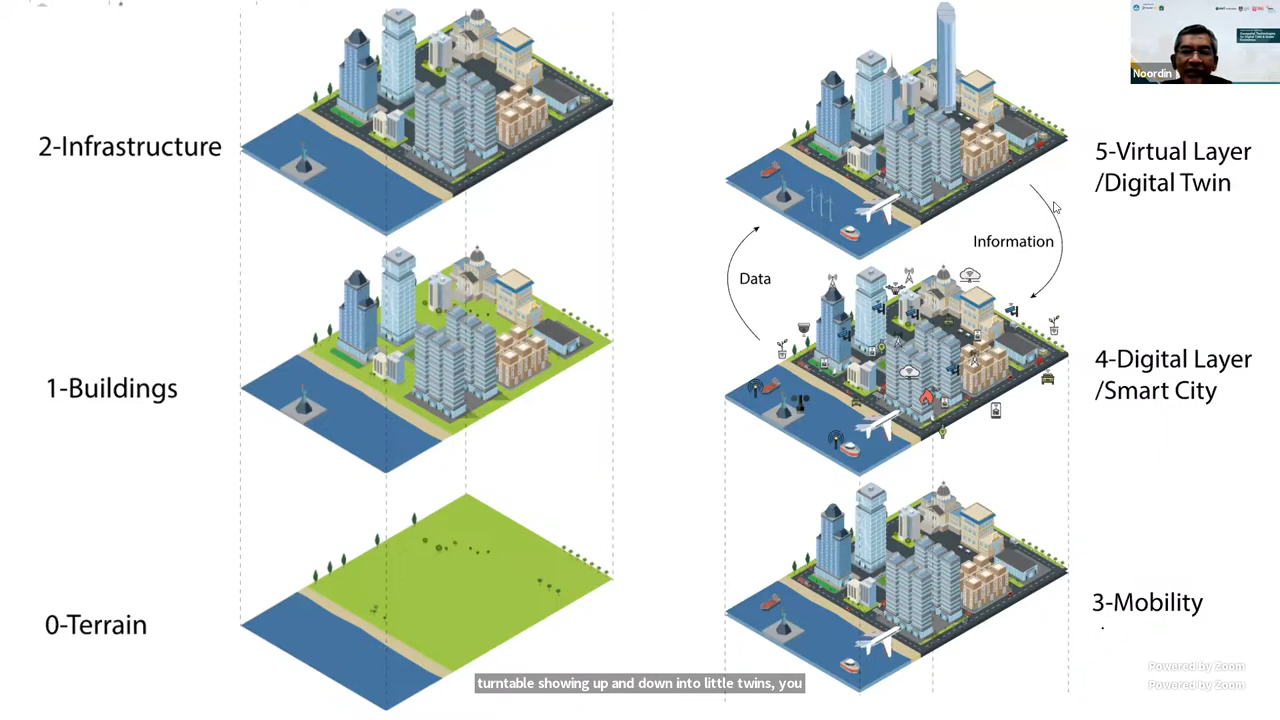 2-Infrastructure
1-Buildings
0-Terrain
5-Virtual Layer
/Digital Twin
Information
Data
4-Digital Layer
/Smart City
3-Mobility
Noordin
turntable showing up and down into little twins, you
Powered by Zoom
Powered by Zoom